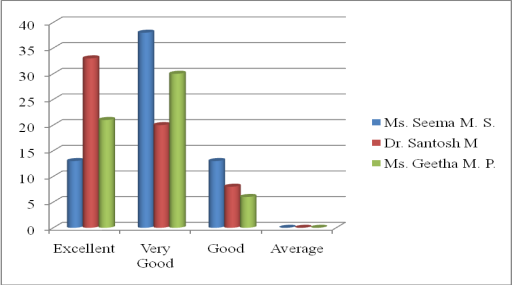 40
35
30
25
20
15
10
5
0
Excellent
Very
Good
Good
Average
Ms. Seema M. S.
Dr. Santosh M
Ms. Geetha M. P.